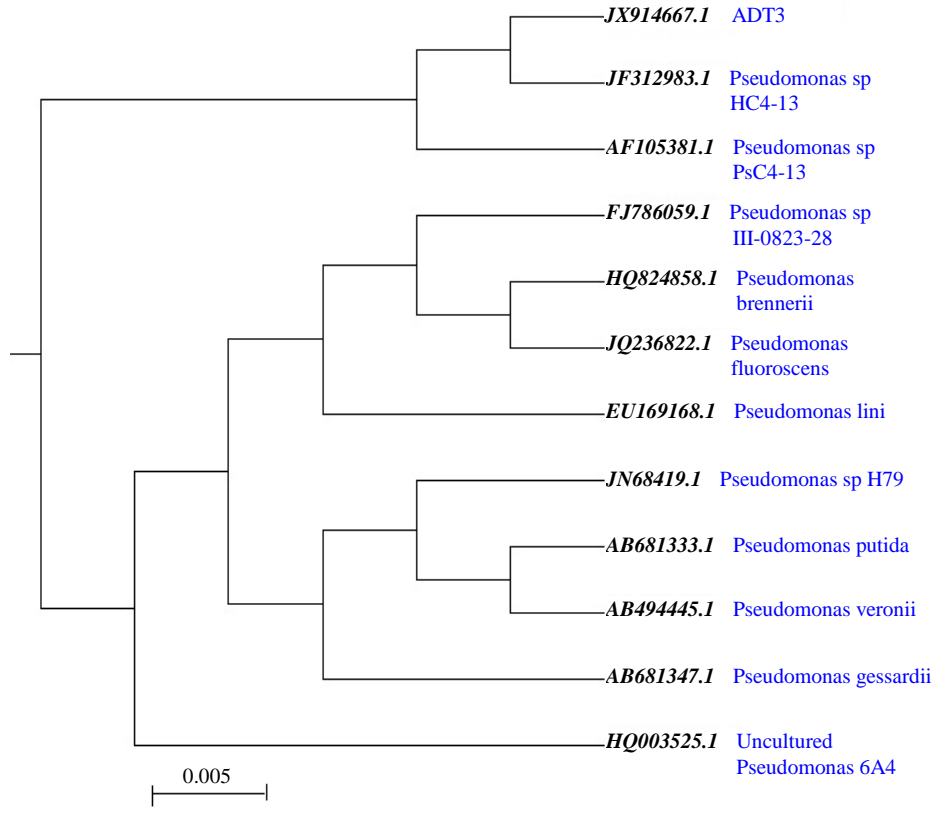 JX914667.1 ADT3
JF312983.1 Pseudomonas sp
HC4-13
AF105381.1 Pseudomonas sp
PsC4-13
FJ786059.1 Pseudomonas sp
III-0823-28
HQ824858.1 Pseudomonas
brennerii
JQ236822.1 Pseudomonas
fluoroscens
EU169168.1 Pseudomonas lini
JN68419.1 Pseudomonas sp H79
AB681333.1 Pseudomonas putida
AB494445.1 Pseudomonas veronii
AB681347.1 Pseudomonas gessardii
HQ003525.1 Uncultured
Pseudomonas 6A4
0.005